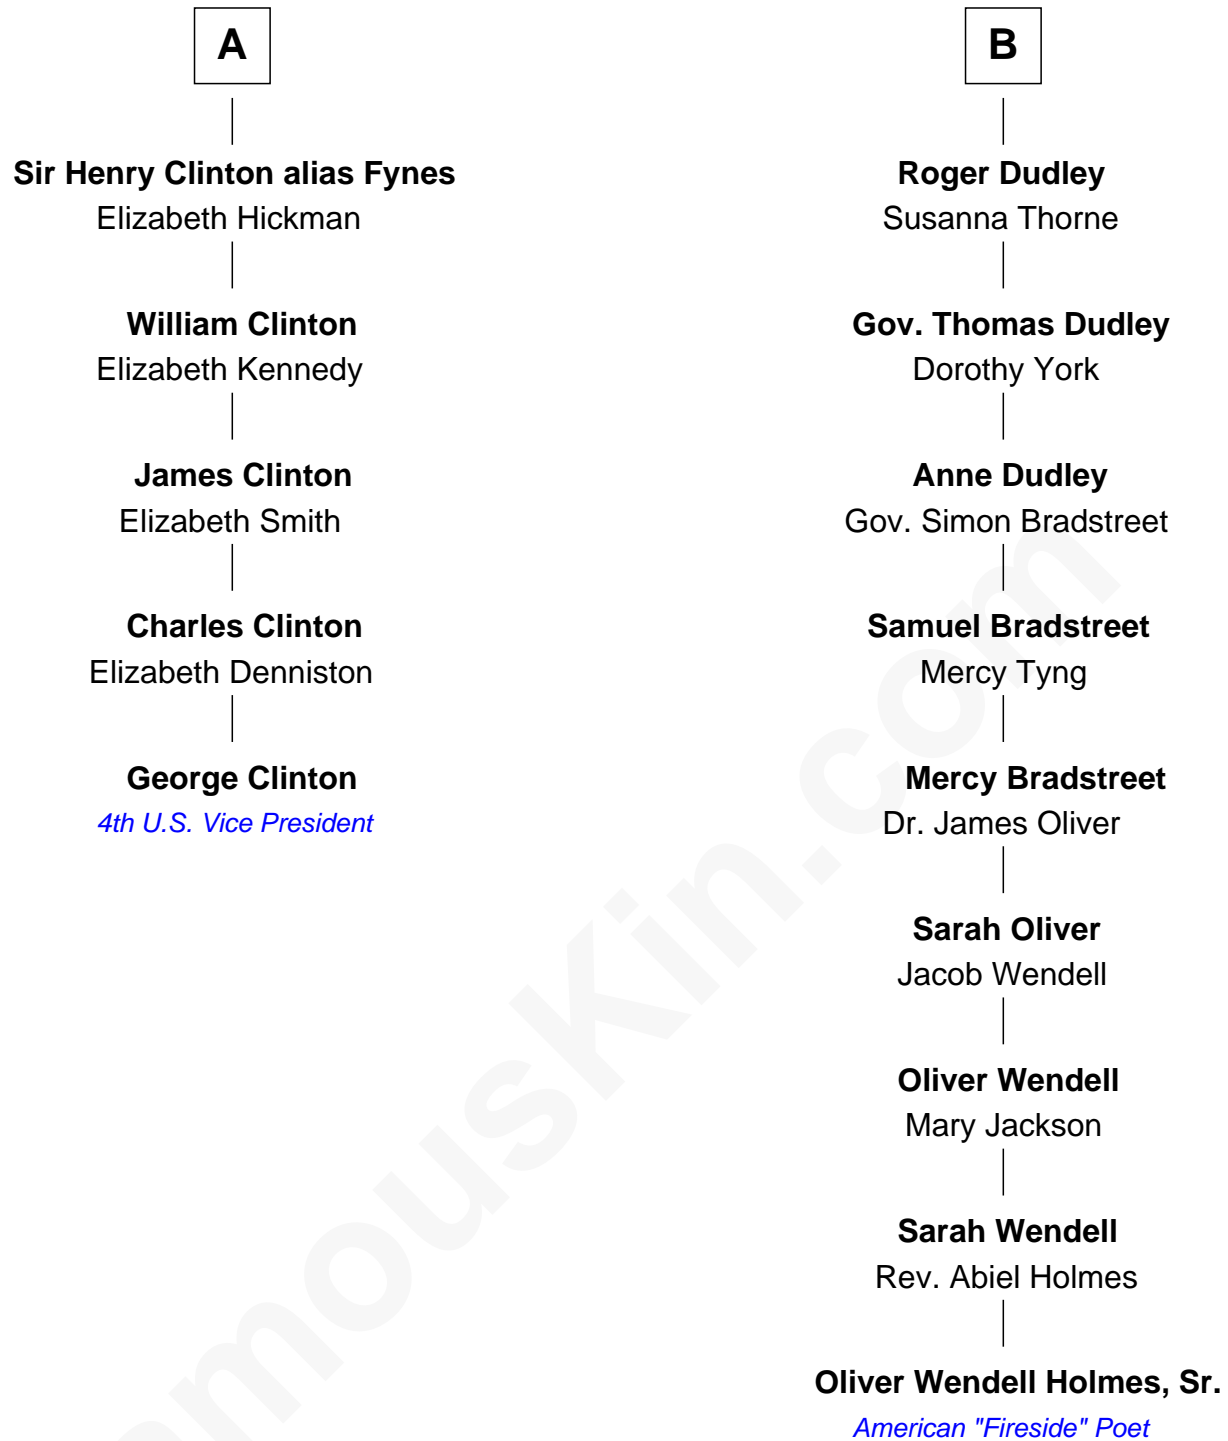 A
Sir Henry Clinton alias Fynes
Elizabeth Hickman
William Clinton
Elizabeth Kennedy
James Clinton
Elizabeth Smith
Charles Clinton
Elizabeth Denniston
George Clinton
4th U.S. Vice President
B
Roger Dudley
Susanna Thorne
Gov. Thomas Dudley
Dorothy York
Anne Dudley
Gov. Simon Bradstreet
Samuel Bradstreet
Mercy Tyng
Mercy Bradstreet
Dr. James Oliver
Sarah Oliver
Jacob Wendell
Oliver Wendell
Mary Jackson
Sarah Wendell
Rev. Abiel Holmes
Oliver Wendell Holmes, Sr.
American "Fireside" Poet
amouskin.com